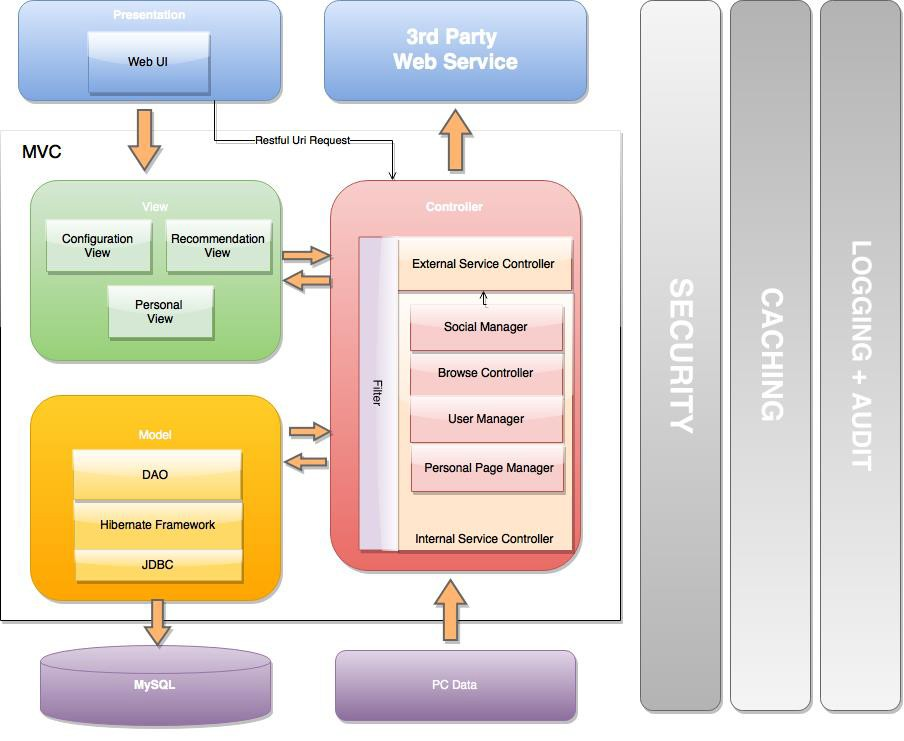 Presentation
Web UI
3rd Party
Web Service
Restful Uri Request
MVC
View
Configuration
View
Recommendation
View
Personal
View
Controller
Filter
External Service Controller
Social Manager
Browse Controller
User Manager
Personal Page Manager
Internal Service Controller
Model
DAO
Hibernate Framework
JDBC
MySQL
PC Data
SECURITY
CACHING
LOGGING + AUDIT